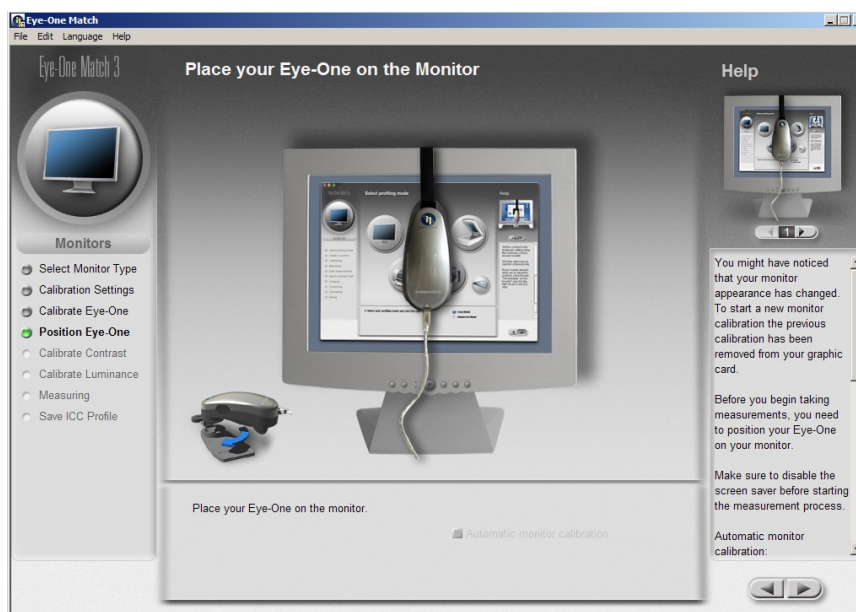 Eye-One Match
File Edit Language Help
Eye-One Match 3
Place your Eye-One on the Monitor
Help
Monitors
Select Monitor Type
Calibration Settings
Calibrate Eye-One
Position Eye-One
Calibrate Contrast
Calibrate Luminance
Measuring
Save ICC Profile
Select profiling mode
Help
1
You might have noticed
that your monitor
appearance has changed.
To start a new monitor
calibration the previous
calibration has been
removed from your graphic
card.
Before you begin taking
measurements, you need
to position your Eye-One
on your monitor.
Make sure to disable the
screen saver before starting
the measurement process.
Automatic monitor
calibration:
Place your Eye-One on the monitor.
Automatic monitor calibration